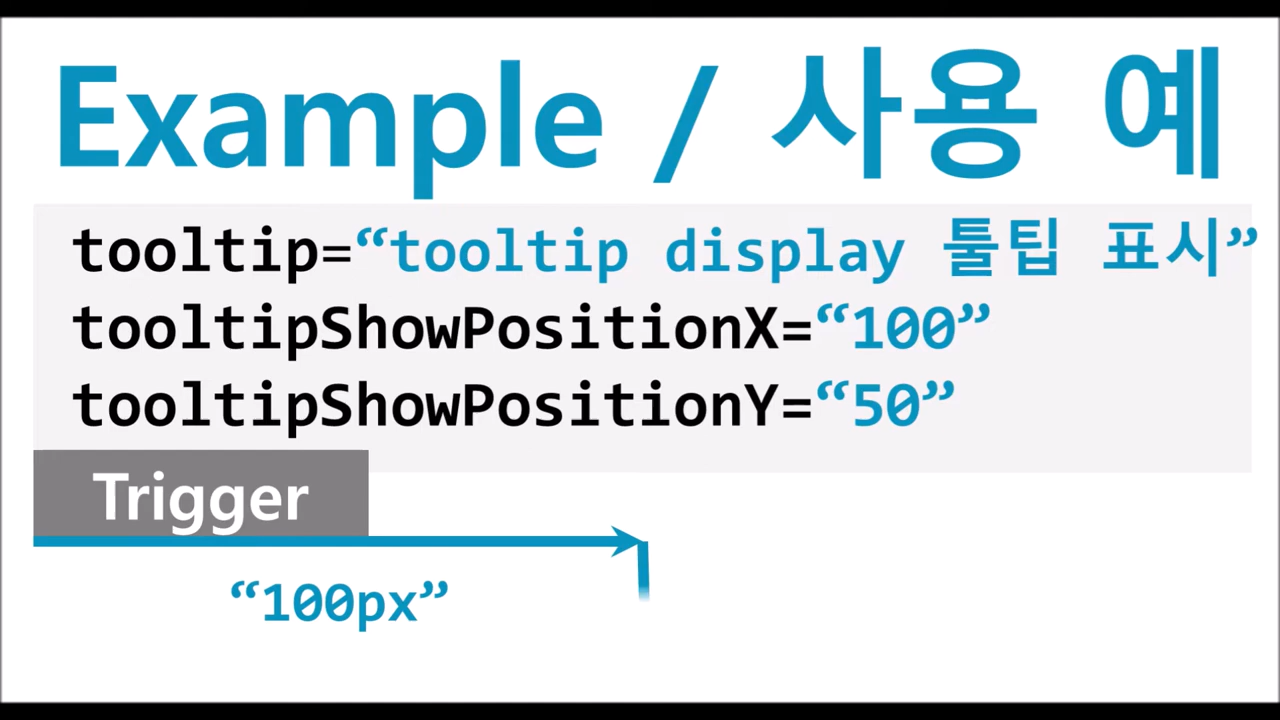 Example / 사용 예
tooltip=“tooltip display 툴팁 표시”
tooltipShowPositionX=“100”
tooltipShowPositionY=“50”
Trigger
“100px”